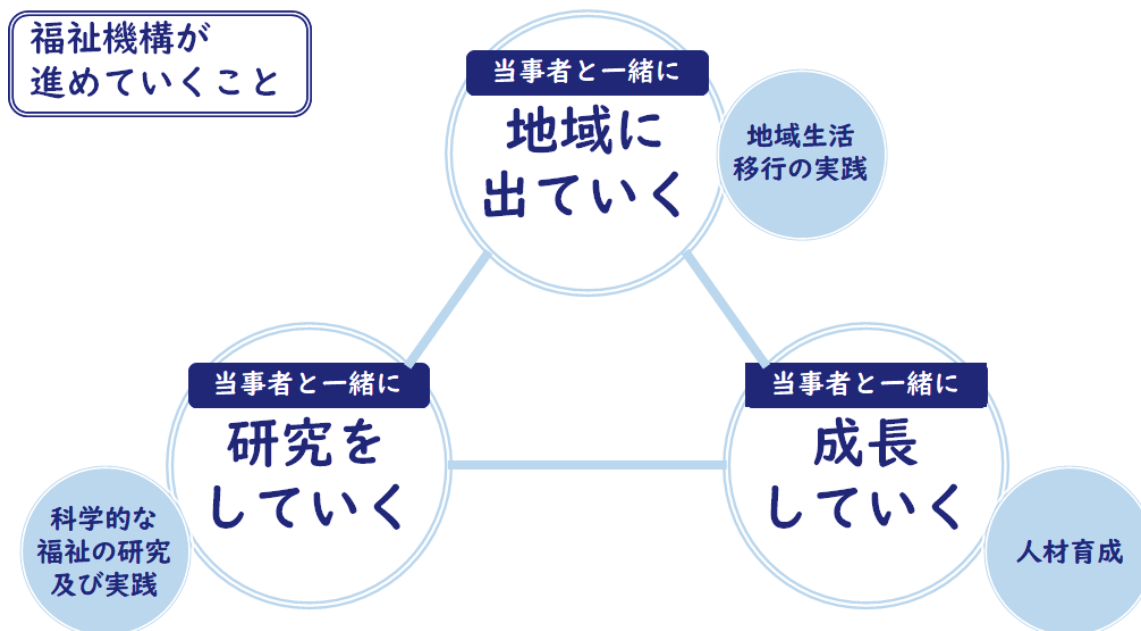 福祉機構が
進めていくこと
当事者と一緒に
地域に
出ていく
地域生活
移行の実践
当事者と一緒に
研究を
していく
科学的な
福祉の研究
及び実践
当事者と一緒に
成長
していく
人材育成